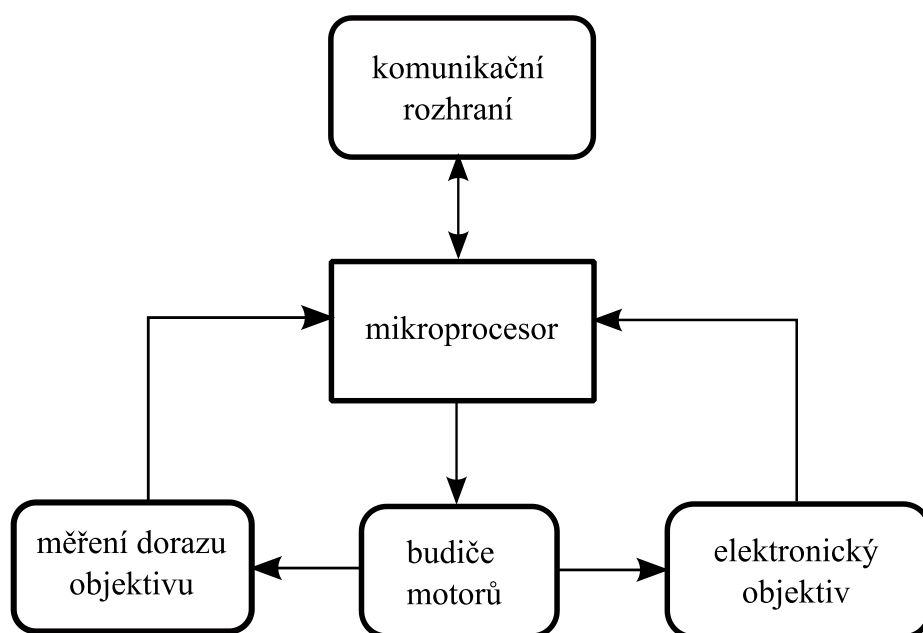 komunikační
rozhraní
mikroprocesor
měření dorazu
objektivu
budiče
motorů
elektronický
objektiv